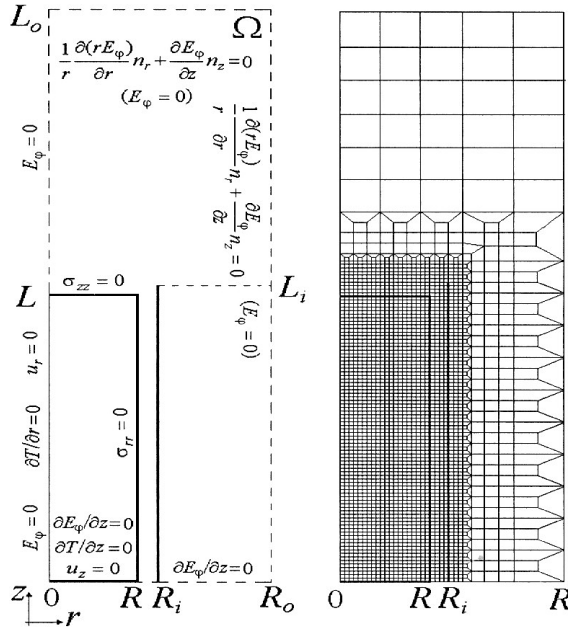 L_o
Ω
1/r ∂(rE_φ)/∂r n_r + ∂E_φ/∂z n_z = 0
(E_φ = 0)
E_φ = 0
1/r ∂(rE_φ)/∂r n_r + ∂E_φ/∂z n_z = 0
(E_φ = 0)
σ_zz = 0
L
L_i
u_r = 0
∂T/∂r = 0
E_φ = 0
σ_rr = 0
∂E_φ/∂z = 0
∂T/∂z = 0
u_z = 0
∂E_φ/∂z = 0
z
r
0
R
R_i
R_o
0
R
R_i
R